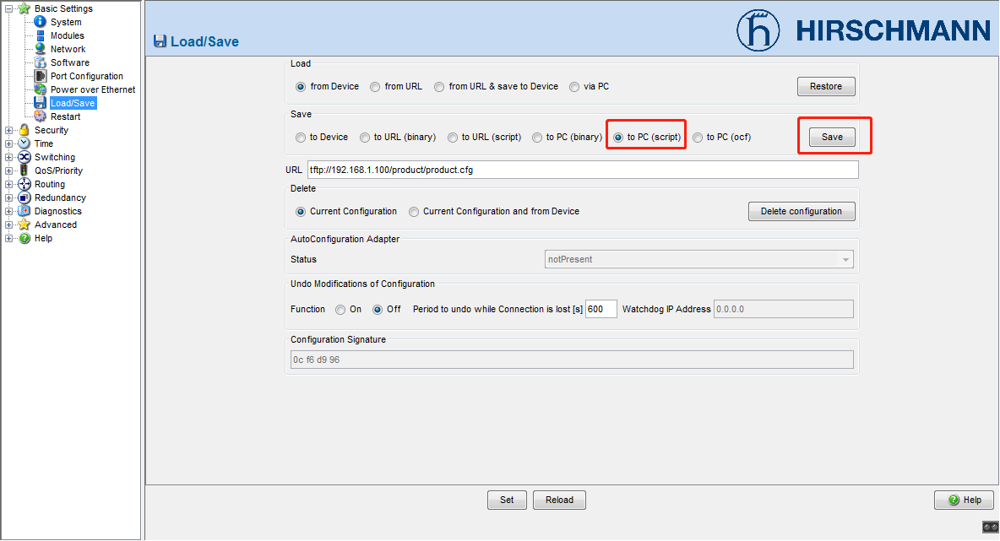 Basic Settings
System
Modules
Network
Software
Port Configuration
Power over Ethernet
Load/Save
Restart
Security
Time
Switching
QoS/Priority
Routing
Redundancy
Diagnostics
Advanced
Help
Load/Save
HIRSCHMANN
Load
from Device from URL from URL & save to Device via PC Restore
Save
to Device to URL (binary) to URL (script) to PC (binary) to PC (script) to PC (ocf) Save
URL tftp://192.168.1.100/product/product.cfg
Delete
Current Configuration Current Configuration and from Device Delete configuration
AutoConfiguration Adapter
Status notPresent
Undo Modifications of Configuration
Function On Off Period to undo while Connection is lost [s] 600 Watchdog IP Address 0.0.0.0
Configuration Signature
0c f6 d9 96
Set Reload Help